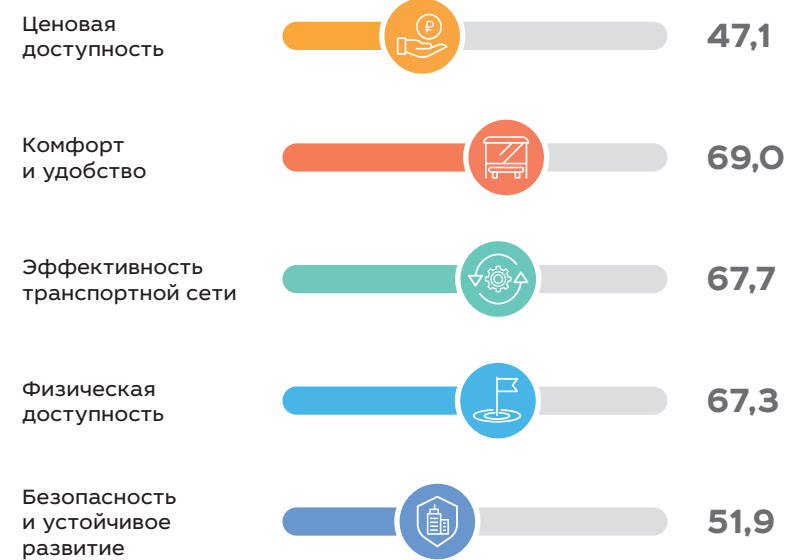 Ценовая
доступность
47,1
Комфорт
и удобство
69,0
Эффективность
транспортной сети
67,7
Физическая
доступность
67,3
Безопасность
и устойчивое
развитие
51,9